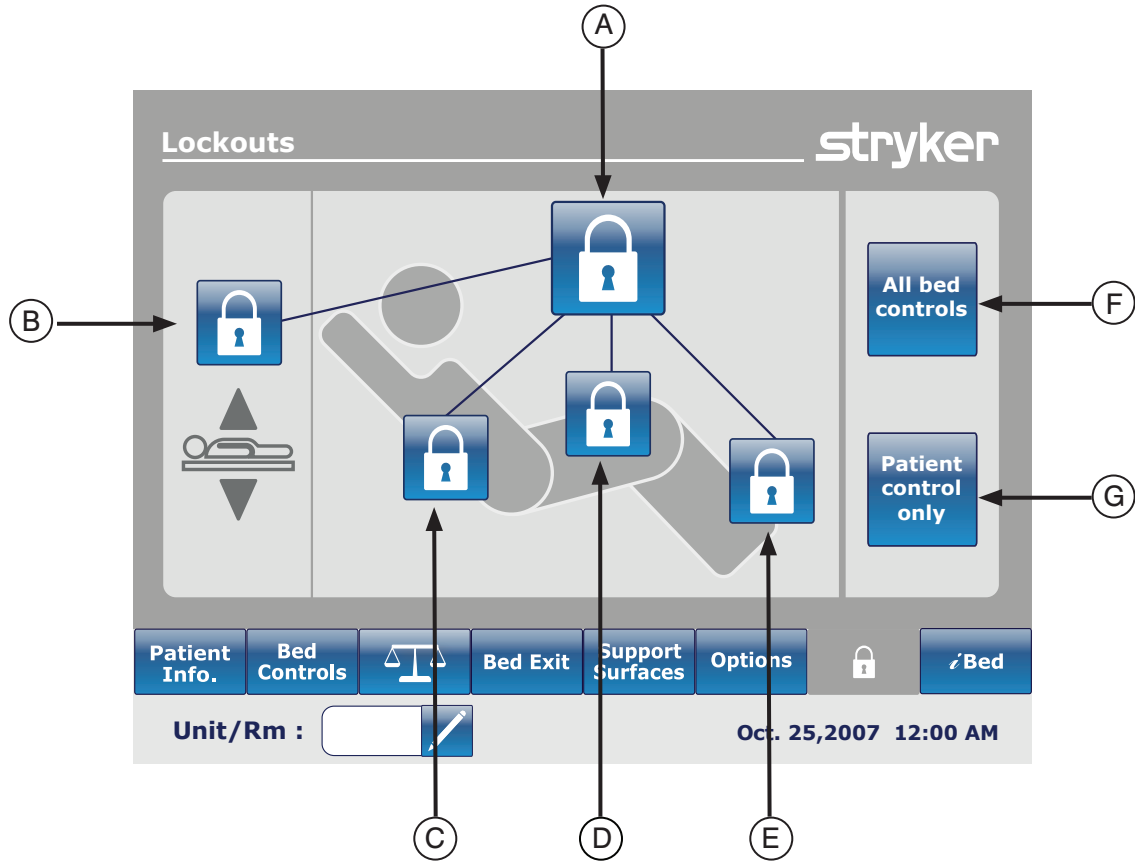 A
Lockouts
stryker
B
All bed
controls
F
Patient
control
only
G
Patient
Info.
Bed
Controls
Bed Exit
Support
Surfaces
Options
iBed
Unit/Rm :
Oct. 25,2007 12:00 AM
C
D
E